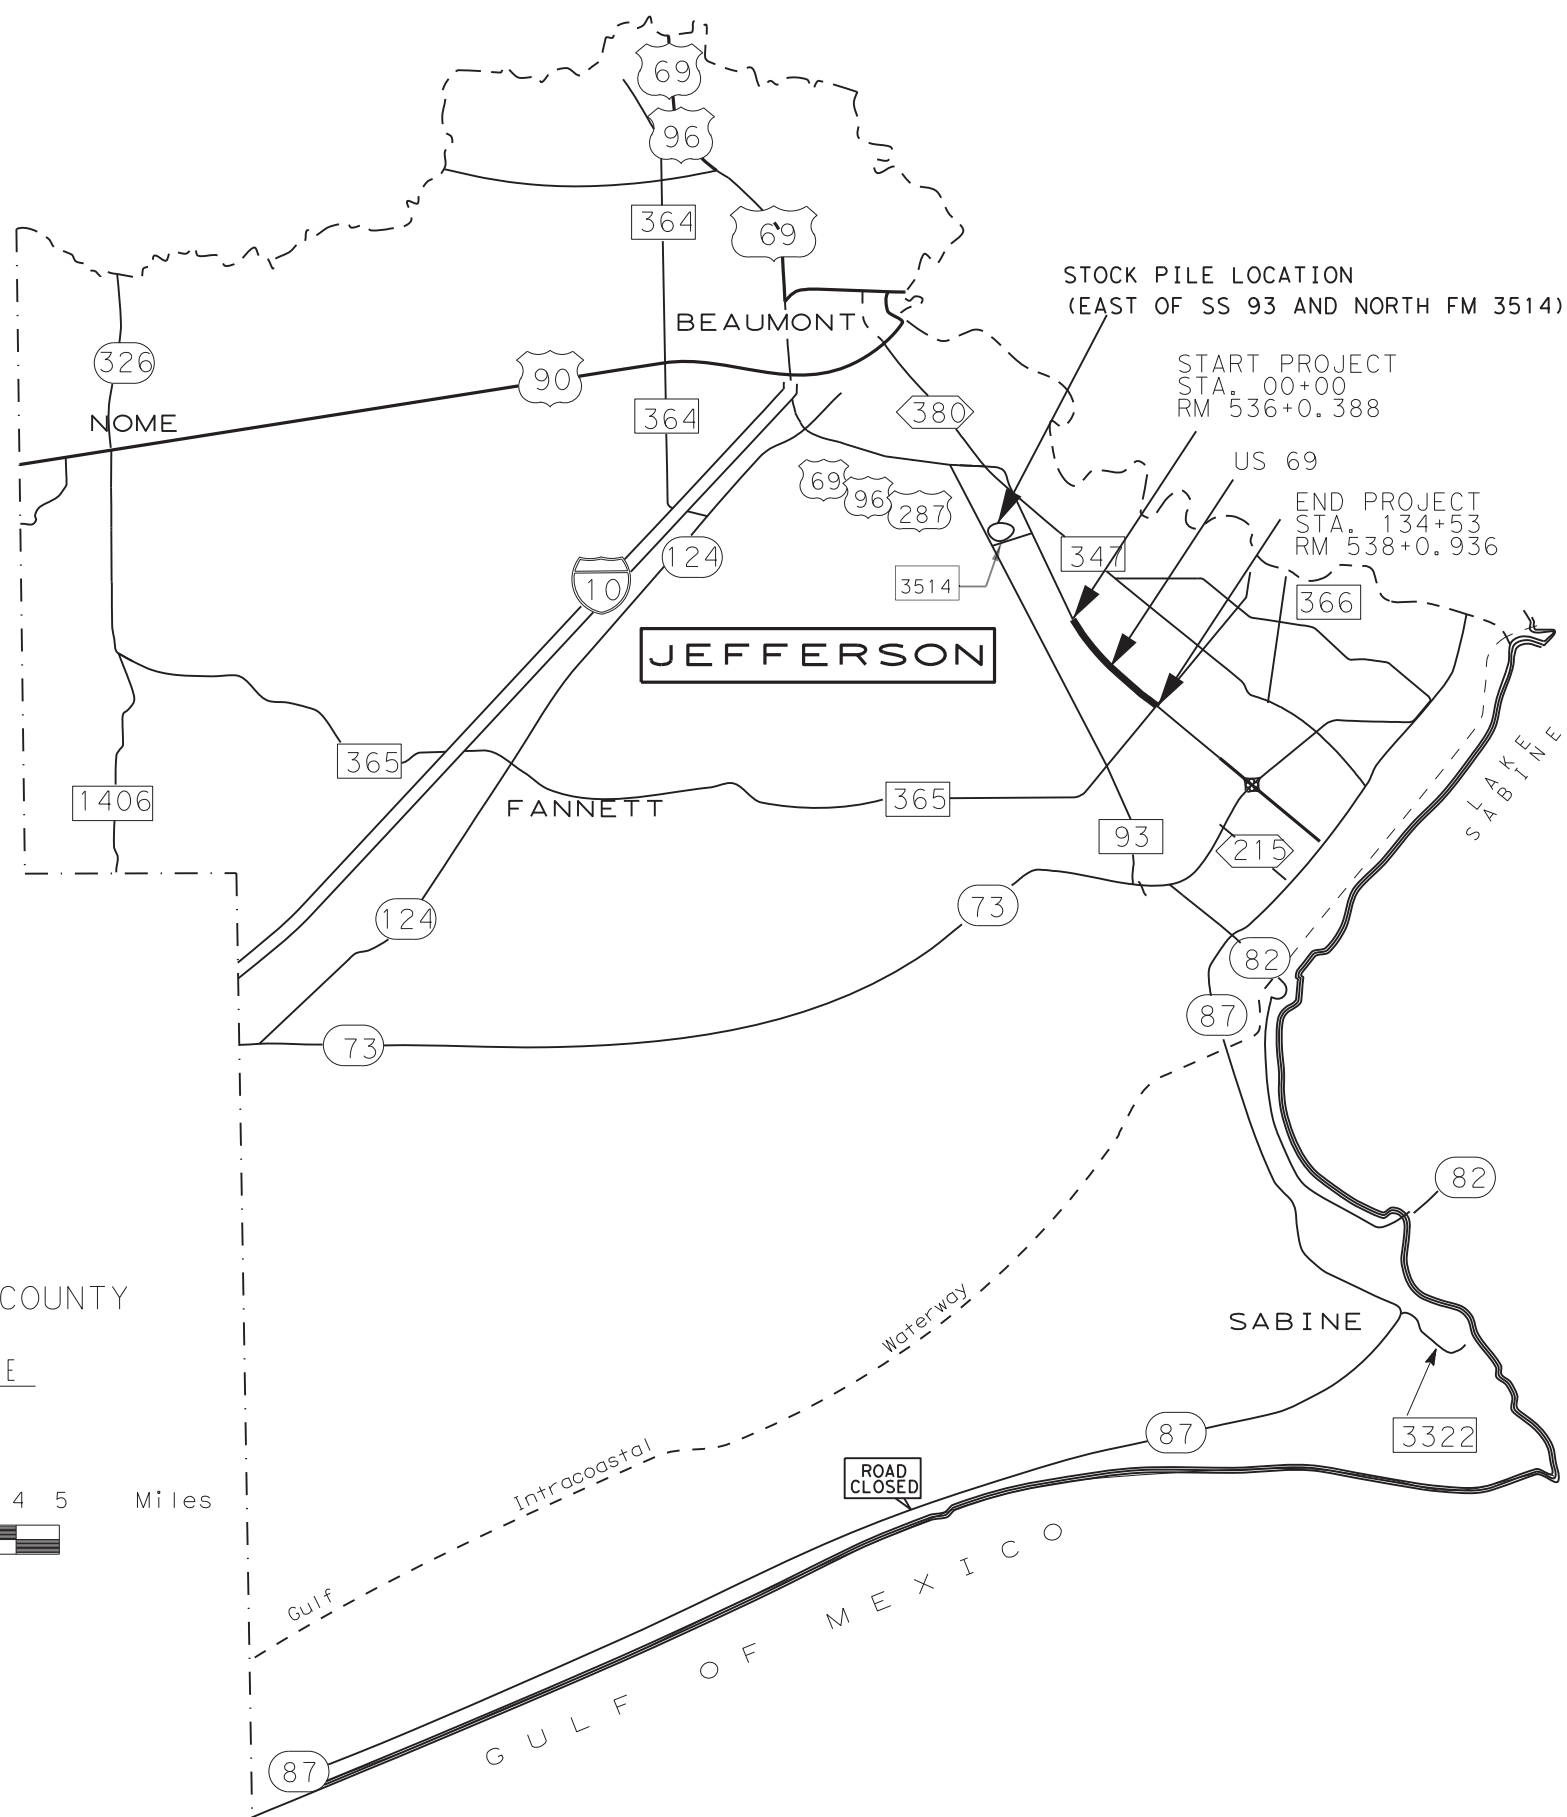 69
96
364
69
STOCK PILE LOCATION
(EAST OF SS 93 AND NORTH FM 3514)
BEAUMONT
326
90
START PROJECT
STA. 00+00
RM 536+0.388
NOME
364
380
US 69
69
96
287
END PROJECT
STA. 134+53
RM 538+0.936
124
347
10
3514
366
JEFFERSON
365
LAKE
SABINE
1406
FANNETT
365
93
215
124
73
82
87
73
82
COUNTY
SABINE
Waterway
E
87
3322
Intracoastal
ROAD
CLOSED
4 5 Miles
Gulf
GULF OF MEXICO
87